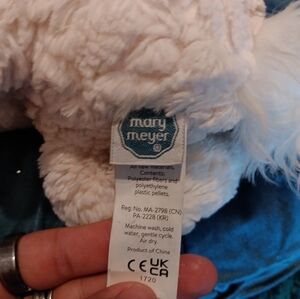 mary
meyer
®
All new materials.
Contents:
Polyester fibers and
polyethylene
plastic pellets.
Reg. No. MA-2798 (CN)
PA-2228 (KR)
Machine wash, cold
water, gentle cycle.
Air dry.
Product of China
CE UK
CA
1720